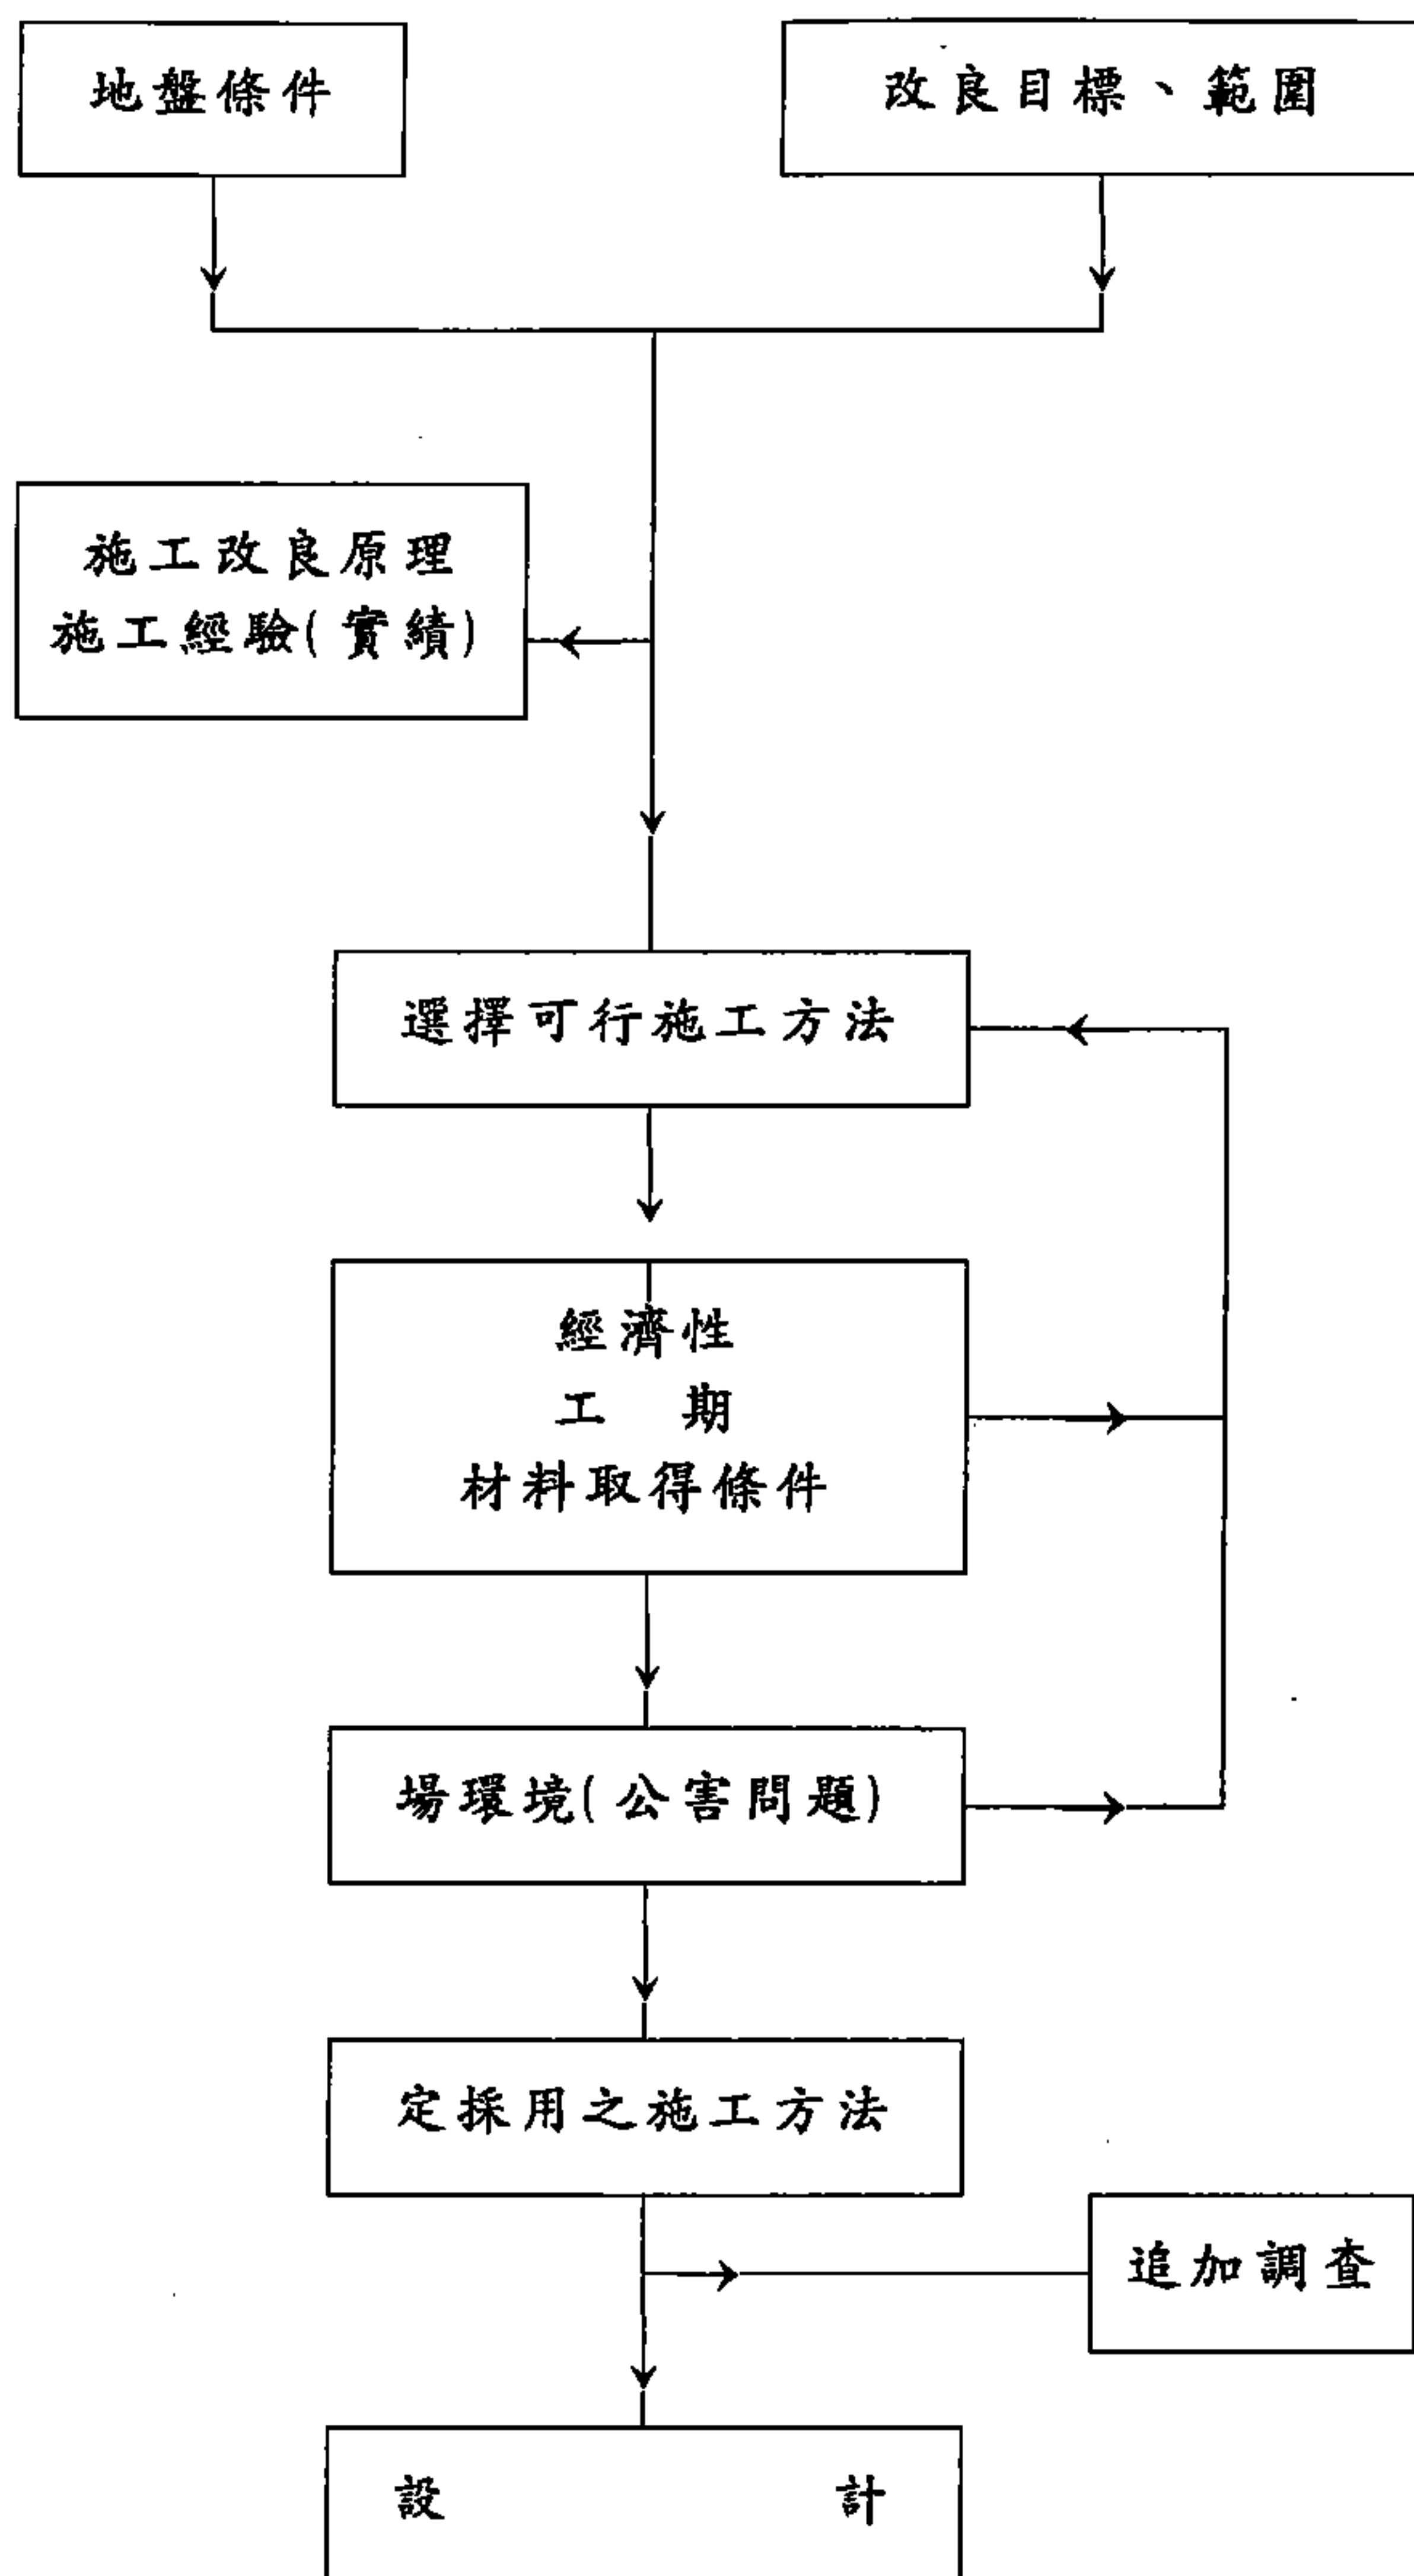 地盤條件
改良目標、範圍
施工改良原理
施工經驗(實績)
選擇可行施工方法
經濟性
工 期
材料取得條件
場環境(公害問題)
定採用之施工方法
追加調查
設 計